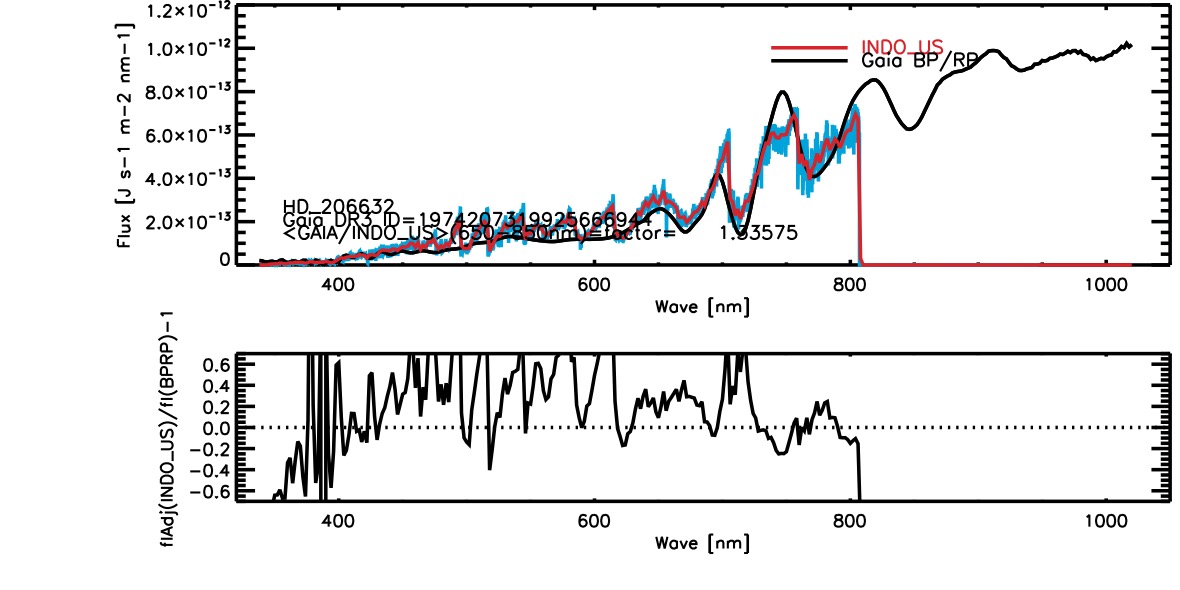 1.2×10−12
1.0×10−12
8.0×10−13
6.0×10−13
4.0×10−13
2.0×10−13
0
Flux [J s−1 m−2 nm−1]
INDO_US
Gaia BP/RP
HD_206632
Gaia DR3 ID=
<GAIA/INDO_US>(650−850nm)=factor=
400 600 800 1000
Wave [nm]
flAdj(INDO_US)/fl(BPRP)−1
0.6
0.4
0.2
0.0
−0.2
−0.4
−0.6
400 600 800 1000
Wave [nm]